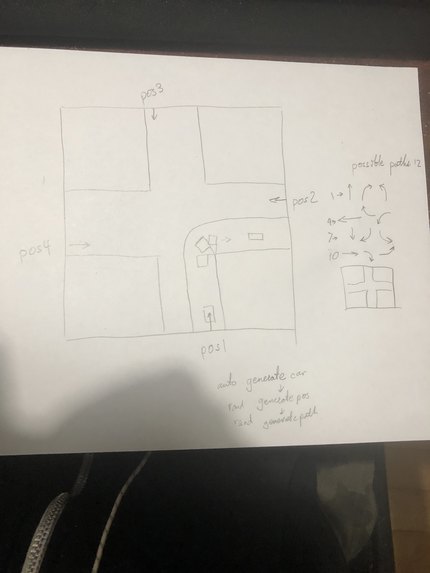 pos3
possible paths 12
1→
pos2
4→
7→
pos4
10→
pos1
auto generate car
rand generate pos
rand generate path